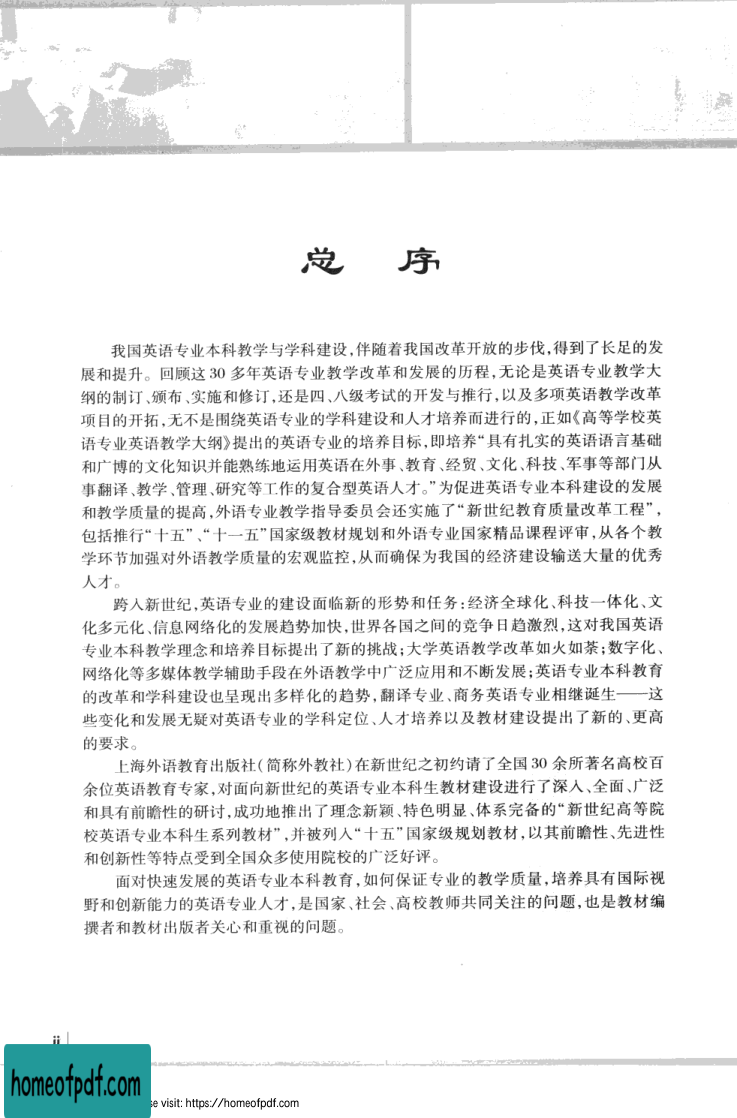 总 序
我国英语专业本科教学与学科建设,伴随着我国改革开放的步伐,得到了长足的发
展和提升。回顾这 30 多年英语专业教学改革和发展的历程,无论是英语专业教学大
纲的制订、颁布、实施和修订,还是四、八级考试的开发与推行,以及多项英语教学改革
项目的开拓,无不是围绕英语专业的学科建设和人才培养而进行的,正如《高等学校英
语专业英语教学大纲》提出的英语专业的培养目标,即培养“具有扎实的英语语言基础
和广博的文化知识并能熟练地运用英语在外事、教育、经贸、文化、科技、军事等部门从
事翻译、教学、管理、研究等工作的复合型英语人才。”为促进英语专业本科建设的发展
和教学质量的提高,外语专业教学指导委员会还实施了“新世纪教育质量改革工程”,
包括推行“十五”、“十一五”国家级教材规划和外语专业国家精品课程评审,从各个教
学环节加强对外语教学质量的宏观监控,从而确保为我国的经济建设输送大量的优秀
人才。
跨入新世纪,英语专业的建设面临新的形势和任务:经济全球化、科技一体化、文
化多元化、信息网络化的发展趋势加快,世界各国之间的竞争日趋激烈,这对我国英语
专业本科教学理念和培养目标提出了新的挑战;大学英语教学改革如火如荼;数字化、
网络化等多媒体教学辅助手段在外语教学中广泛应用和不断发展;英语专业本科教育
的改革和学科建设也呈现出多样化的趋势,翻译专业、商务英语专业相继诞生——这
些变化和发展无疑对英语专业的学科定位、人才培养以及教材建设提出了新的、更高
的要求。
上海外语教育出版社(简称外教社)在新世纪之初约请了全国 30 余所著名高校百
余位英语教育专家,对面向新世纪的英语专业本科生教材建设进行了深入、全面、广泛
和具有前瞻性的研讨,成功地推出了理念新颖、特色明显、体系完备的“新世纪高等院
校英语专业本科生系列教材”,并被列入“十五”国家级规划教材,以其前瞻性、先进性
和创新性等特点受到全国众多使用院校的广泛好评。
面对快速发展的英语专业本科教育,如何保证专业的教学质量,培养具有国际视
野和创新能力的英语专业人才,是国家、社会、高校教师共同关注的问题,也是教材编
撰者和教材出版者关心和重视的问题。
ii
homeofpdf.com
se visit: https://homeofpdf.com